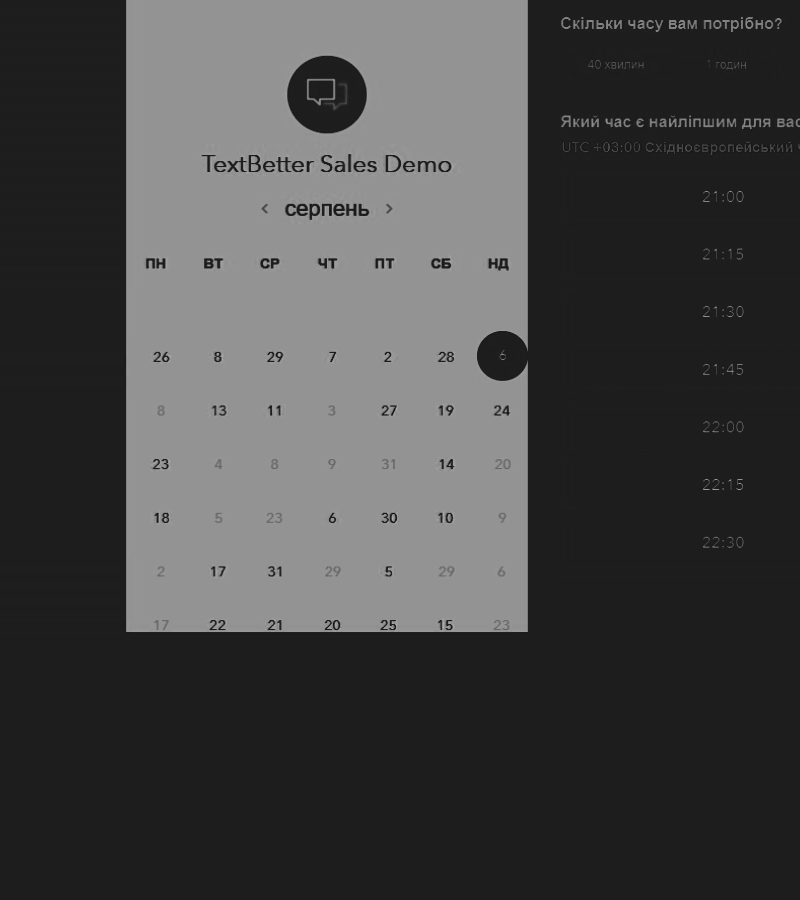 TextBetter Sales Demo
‹ серпень ›
ПН ВТ СР ЧТ ПТ СБ НД
26 8 29 7 2 28 6
8 13 11 3 27 19 24
23 4 8 9 31 14 20
18 5 23 6 30 10 9
2 17 31 29 5 29 6
17 22 21 20 25 15 23
Скільки часу вам потрібно?
40 хвилин 1 годин
Який час є найліпшим для вас
UTC +03:00 Східноєвропейський ч
21:00
21:15
21:30
21:45
22:00
22:15
22:30